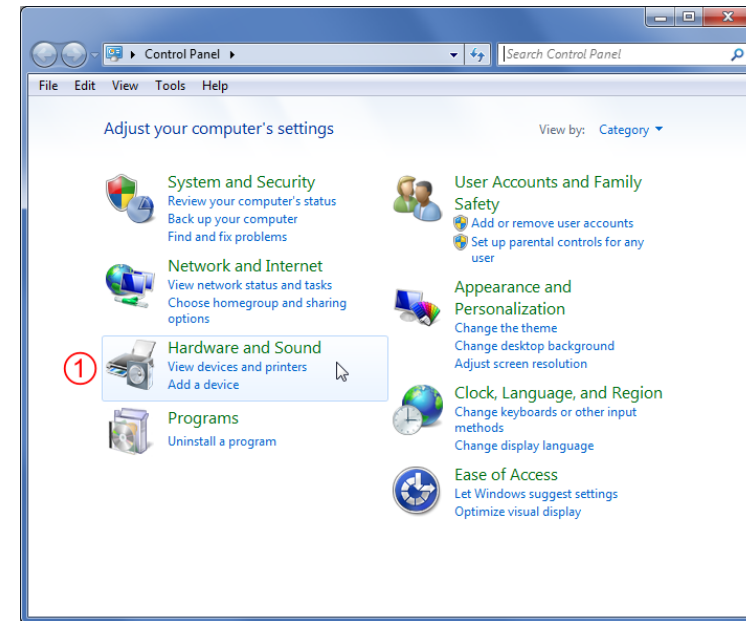 Control Panel
Search Control Panel
File Edit View Tools Help
Adjust your computer's settings
View by: Category
System and Security
Review your computer's status
Back up your computer
Find and fix problems
Network and Internet
View network status and tasks
Choose homegroup and sharing
options
1
Hardware and Sound
View devices and printers
Add a device
Programs
Uninstall a program
User Accounts and Family
Safety
Add or remove user accounts
Set up parental controls for any
user
Appearance and
Personalization
Change the theme
Change desktop background
Adjust screen resolution
Clock, Language, and Region
Change keyboards or other input
methods
Change display language
Ease of Access
Let Windows suggest settings
Optimize visual display